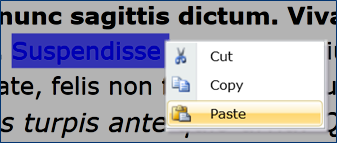 nunc sagittis dictum. Viva
Suspendisse
Cut
ate, felis non
Copy
s turpis ante
Paste